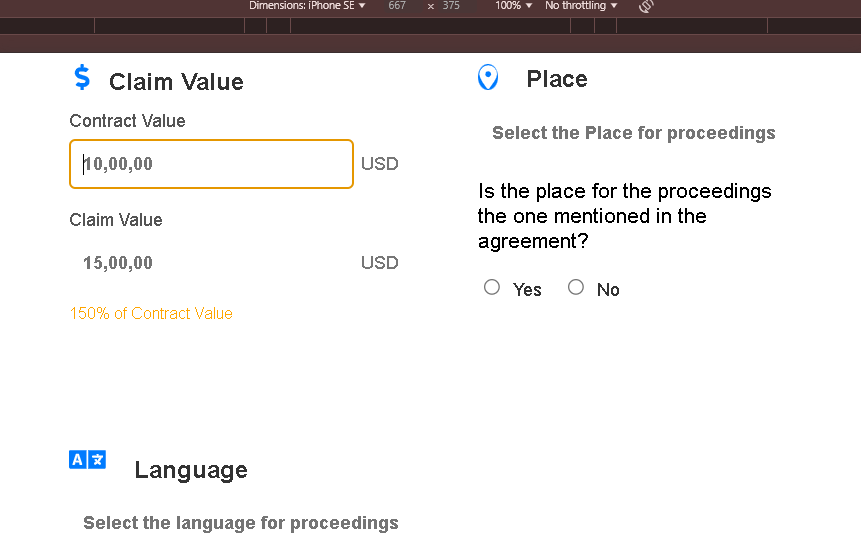 Dimensions: iPhone SE ▼ 667 × 375 100% ▼ No throttling ▼
Claim Value
Contract Value
10,00,00 USD
Claim Value
15,00,00 USD
150% of Contract Value
Place
Select the Place for proceedings
Is the place for the proceedings
the one mentioned in the
agreement?
Yes No
A
Language
Select the language for proceedings